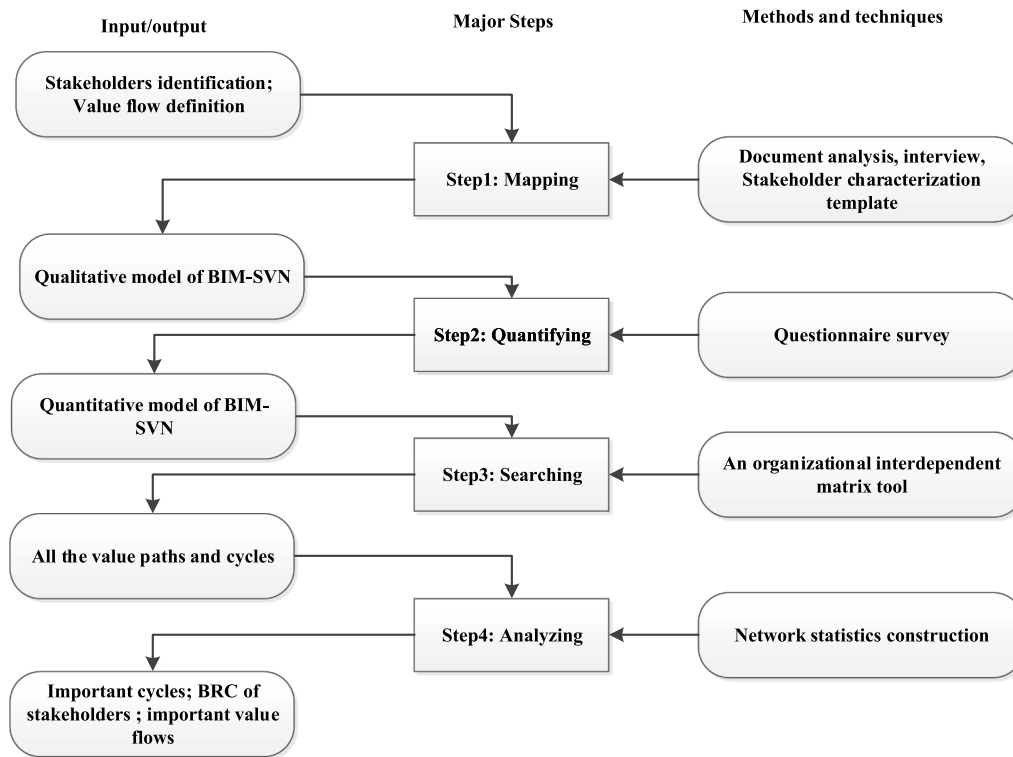 Input/output
Major Steps
Methods and techniques
Stakeholders identification;
Value flow definition
Step1: Mapping
Document analysis, interview,
Stakeholder characterization
template
Qualitative model of BIM-SVN
Step2: Quantifying
Questionnaire survey
Quantitative model of BIM-
SVN
Step3: Searching
An organizational interdependent
matrix tool
All the value paths and cycles
Step4: Analyzing
Network statistics construction
Important cycles; BRC of
stakeholders ; important value
flows